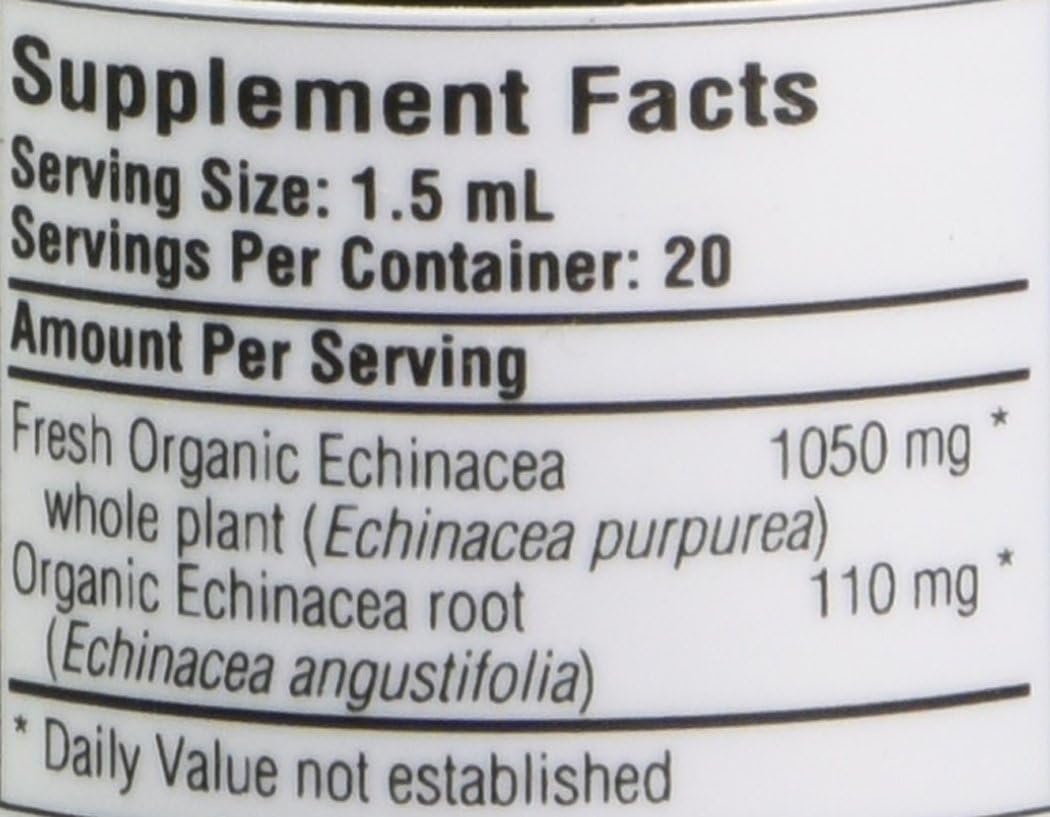 Supplement Facts
Serving Size: 1.5 mL
Servings Per Container: 20
Amount Per Serving
Fresh Organic Echinacea 1050 mg *
whole plant (Echinacea purpurea)
Organic Echinacea root 110 mg *
(Echinacea angustifolia)
* Daily Value not established